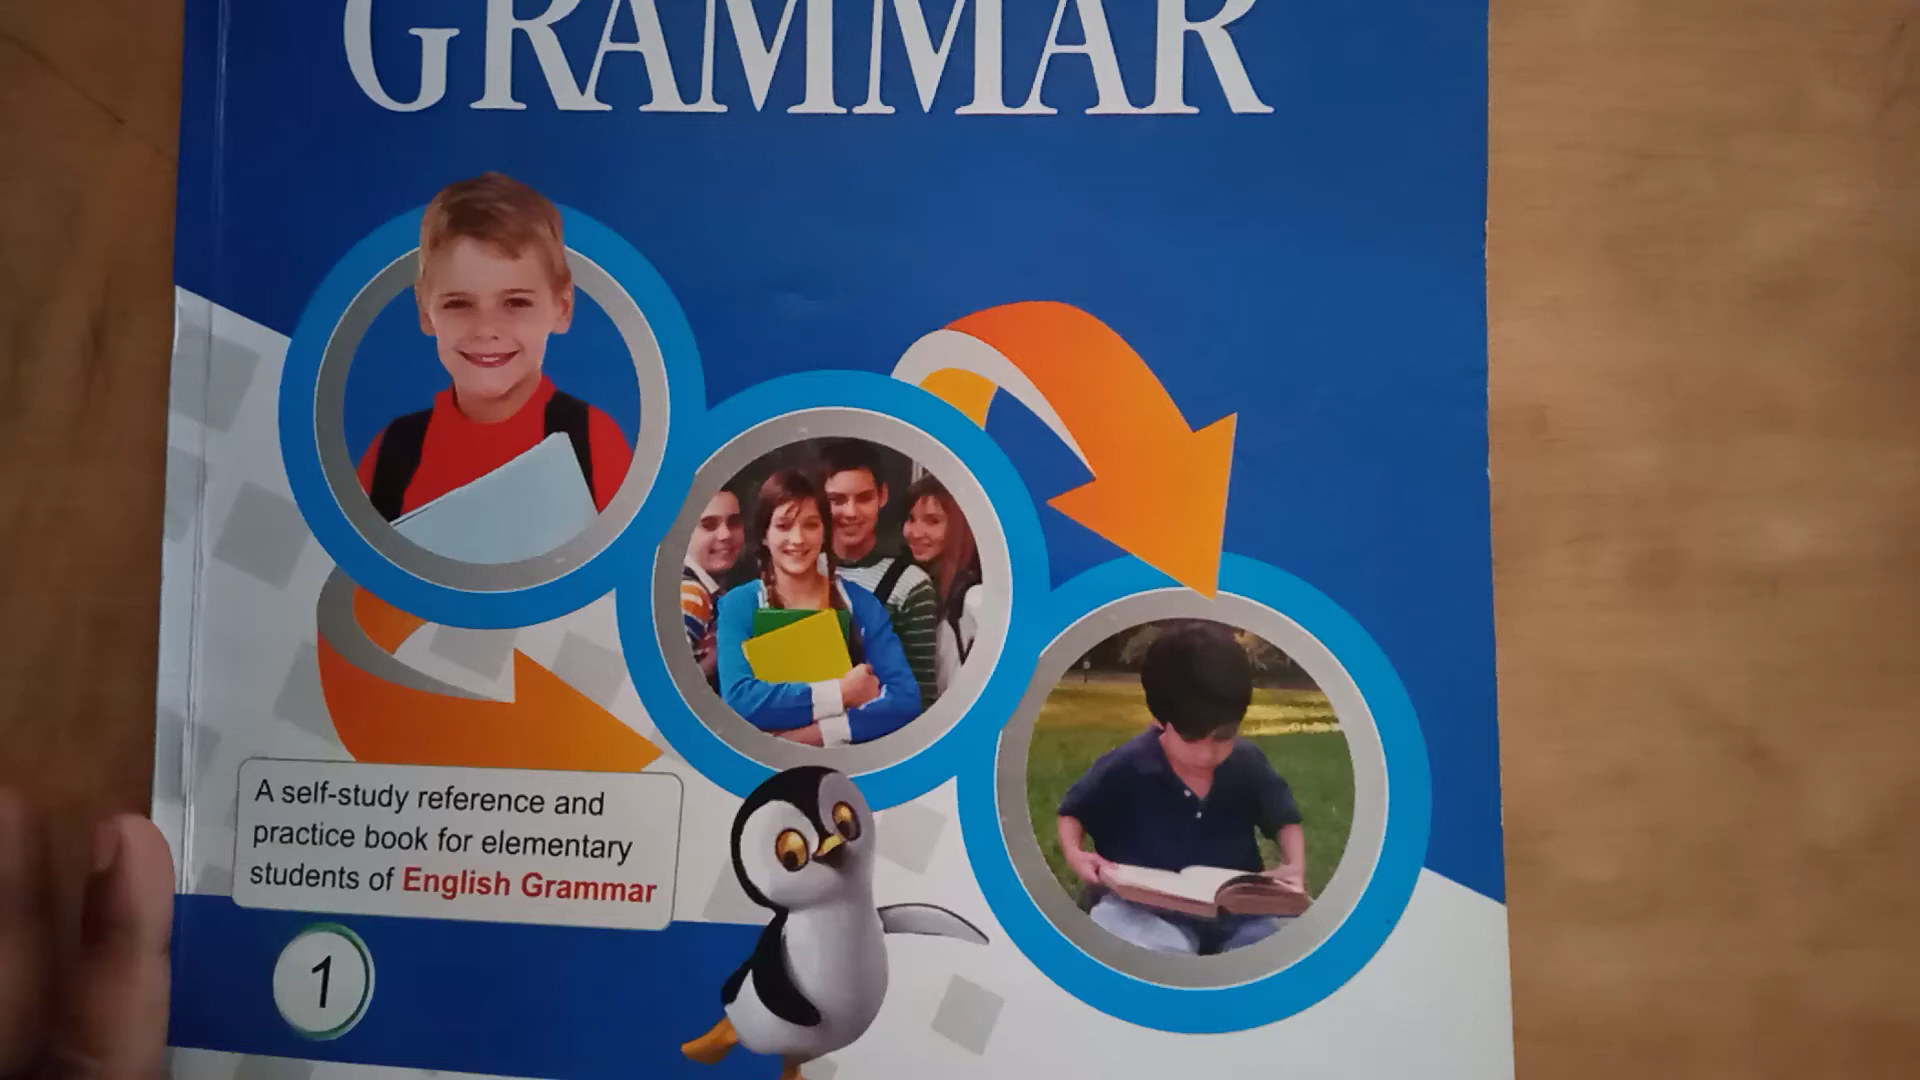 GRAMMAR
A self-study reference and
practice book for elementary
students of English Grammar
1